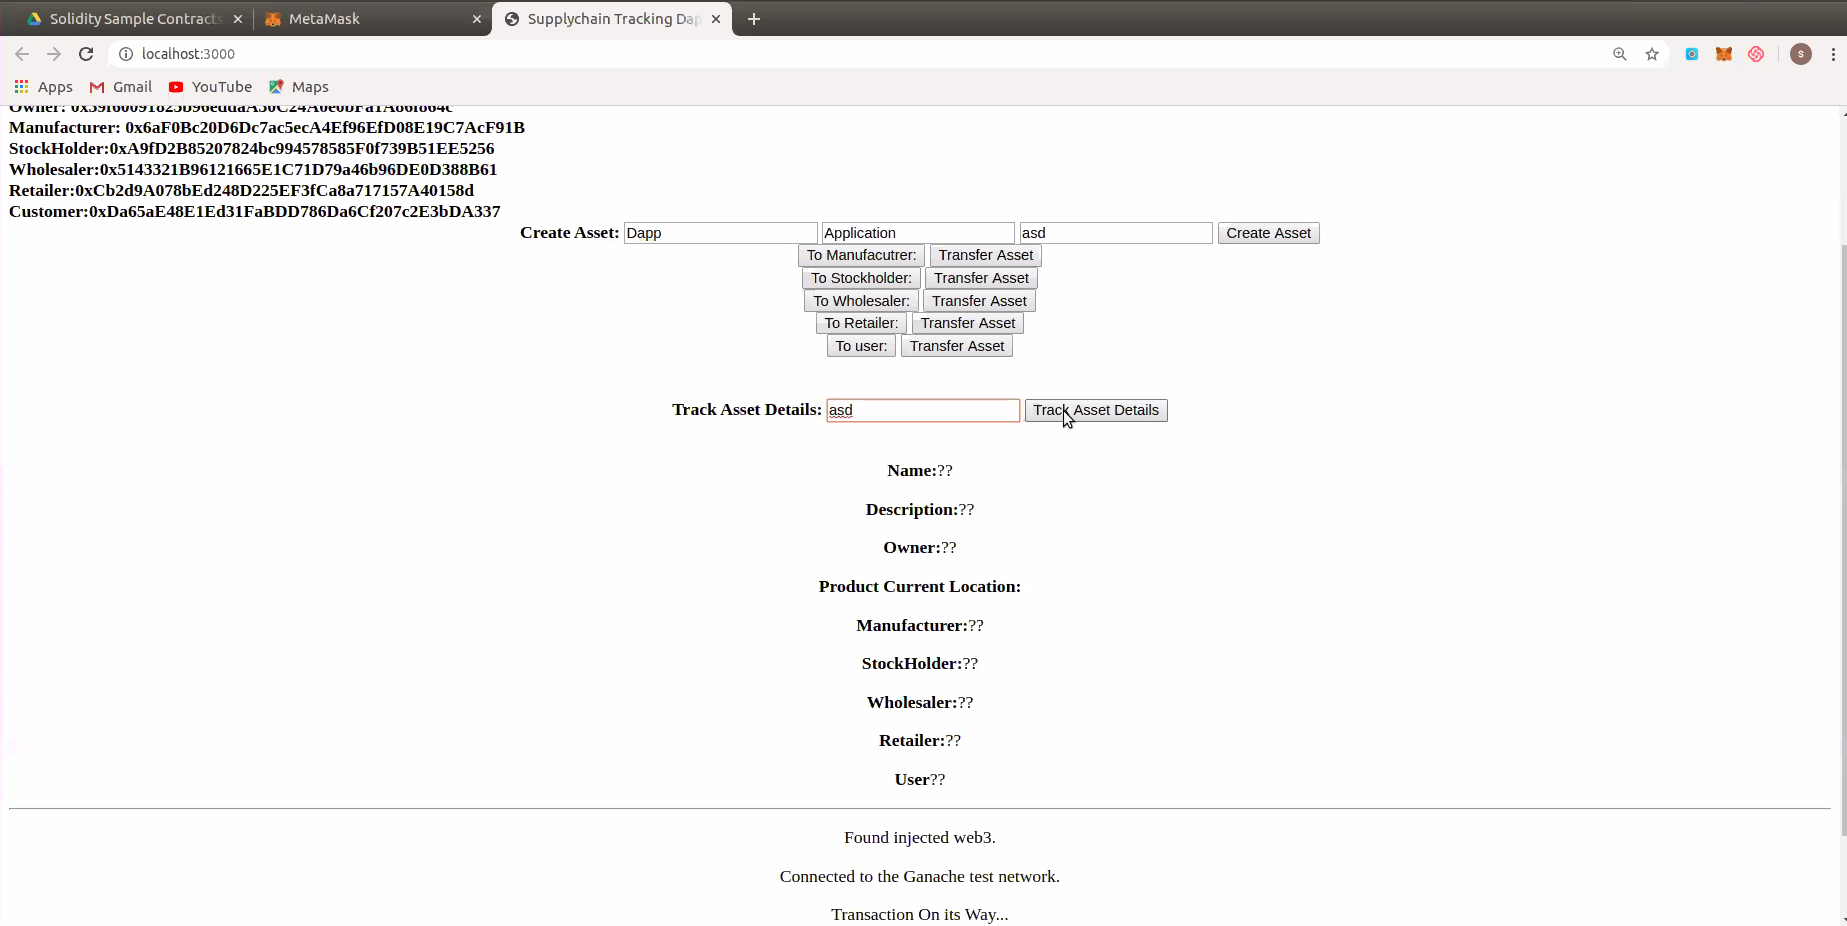 Solidity Sample Contracts
MetaMask
Supplychain Tracking Dap
localhost:3000
S
Apps Gmail YouTube Maps
Manufacturer: 0x6aF0Bc20D6Dc7ac5ecA4Ef96EfD08E19C7AcF91B
StockHolder:0xA9fD2B85207824bc994578585F0f739B51EE5256
Wholesaler:0x5143321B96121665E1C71D79a46b96DE0D388B61
Retailer:0xCb2d9A078bEd248D225EF3fCa8a717157A40158d
Customer:0xDa65aE48E1Ed31FaBDD786Da6Cf207c2E3bDA337
Create Asset: Dapp Application asd Create Asset
To Manufacutrer: Transfer Asset
To Stockholder: Transfer Asset
To Wholesaler: Transfer Asset
To Retailer: Transfer Asset
To user: Transfer Asset
Track Asset Details: asd Track Asset Details
Name:??
Description:??
Owner:??
Product Current Location:
Manufacturer:??
StockHolder:??
Wholesaler:??
Retailer:??
User??
Found injected web3.
Connected to the Ganache test network.
Transaction On its Way...